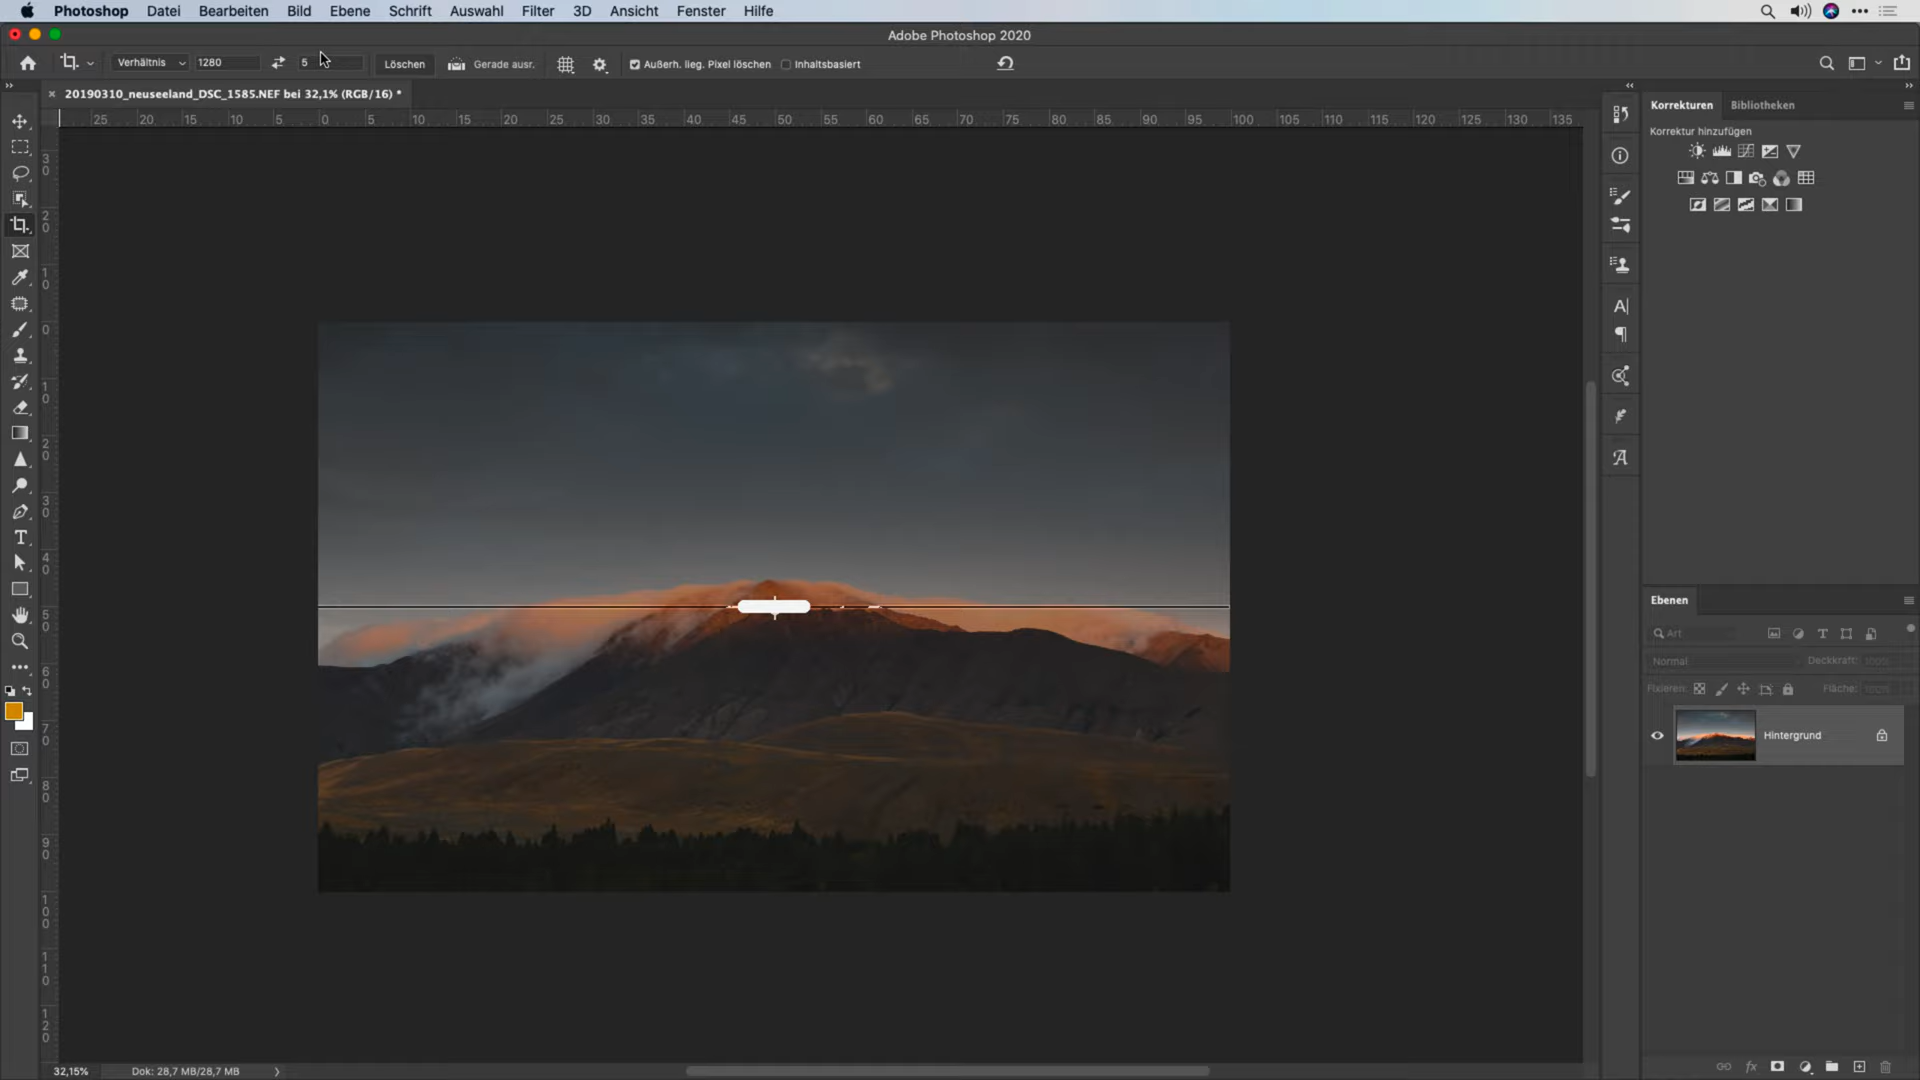 Photoshop Datei Bearbeiten Bild Ebene Schrift Auswahl Filter 3D Ansicht Fenster Hilfe
Adobe Photoshop 2020
Verhältnis 1280 5 Löschen Gerade ausr. Außerh. lieg. Pixel löschen Inhaltsbasiert
20190310_neuseeland_DSC_1585.NEF bei 32,1% (RGB/16) *
25 20 15 10 5 0 5 10 15 20 25 30 35 40 45 50 55 60 65 70 75 80 85 90 95 100 105 110 115 120 125 130 135
30
20
10
0
10
20
30
40
50
60
70
80
90
100
110
120
Korrekturen Bibliotheken
Korrektur hinzufügen
Ebenen
Art
Normal Deckkraft: 100%
Fixieren: Fläche: 100%
Hintergrund
32,15% Dok: 28,7 MB/28,7 MB